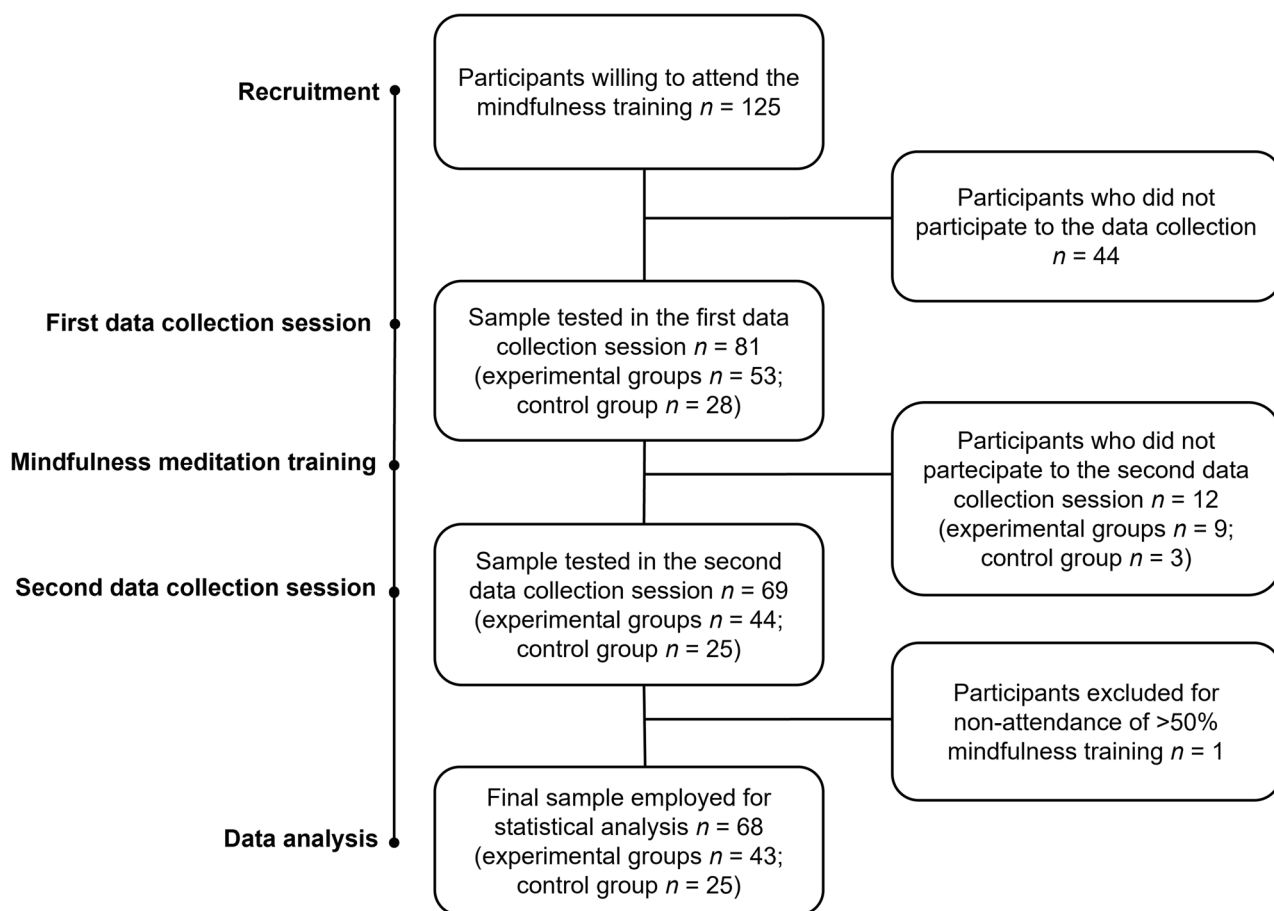 Recruitment
Participants willing to attend the
mindfulness training n = 125
Participants who did not
participate to the data collection
n = 44
First data collection session
Sample tested in the first data
collection session n = 81
(experimental groups n = 53;
control group n = 28)
Mindfulness meditation training
Participants who did not
partecipate to the second data
collection session n = 12
(experimental groups n = 9;
control group n = 3)
Second data collection session
Sample tested in the second
data collection session n = 69
(experimental groups n = 44;
control group n = 25)
Participants excluded for
non-attendance of >50%
mindfulness training n = 1
Data analysis
Final sample employed for
statistical analysis n = 68
(experimental groups n = 43;
control group n = 25)